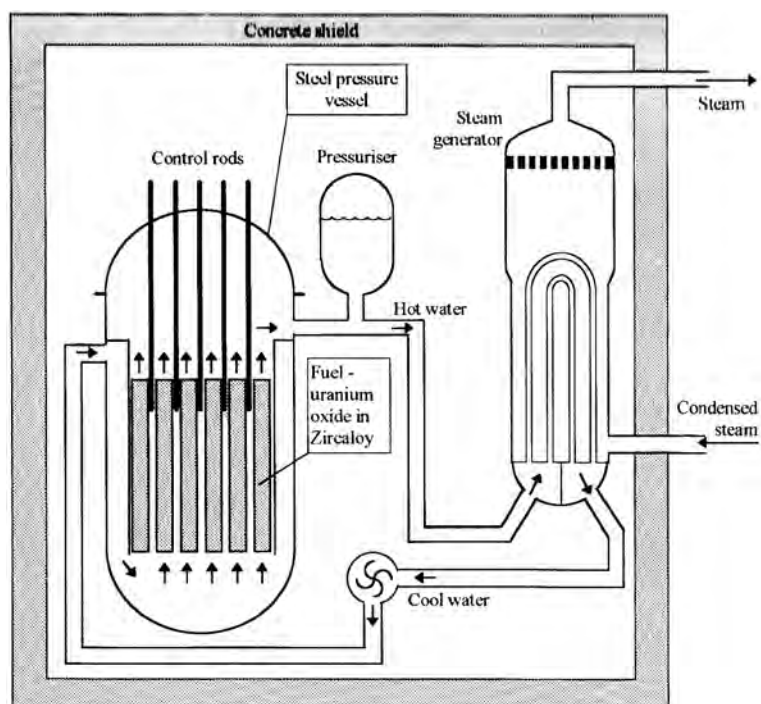 Concrete shield
Steel pressure
vessel
Steam
Steam
generator
Control rods
Pressuriser
Hot water
Fuel -
uranium
oxide in
Zircaloy
Condensed
steam
Cool water